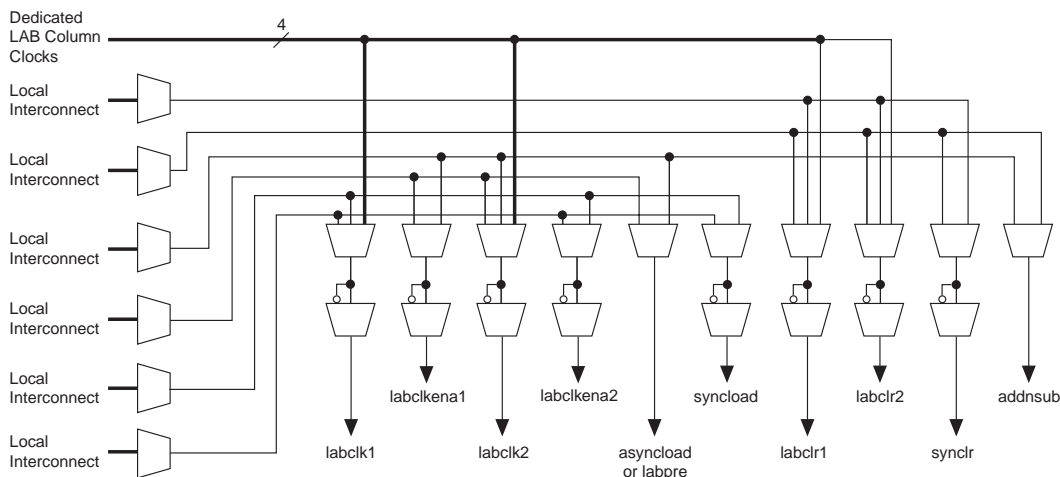 Dedicated
LAB Column
Clocks
4
Local
Interconnect
Local
Interconnect
Local
Interconnect
Local
Interconnect
Local
Interconnect
Local
Interconnect
labclkena1
labclkena2
syncload
labclr2
addnsub
labclk1
labclk2
asyncload
or labpre
labclr1
synclr